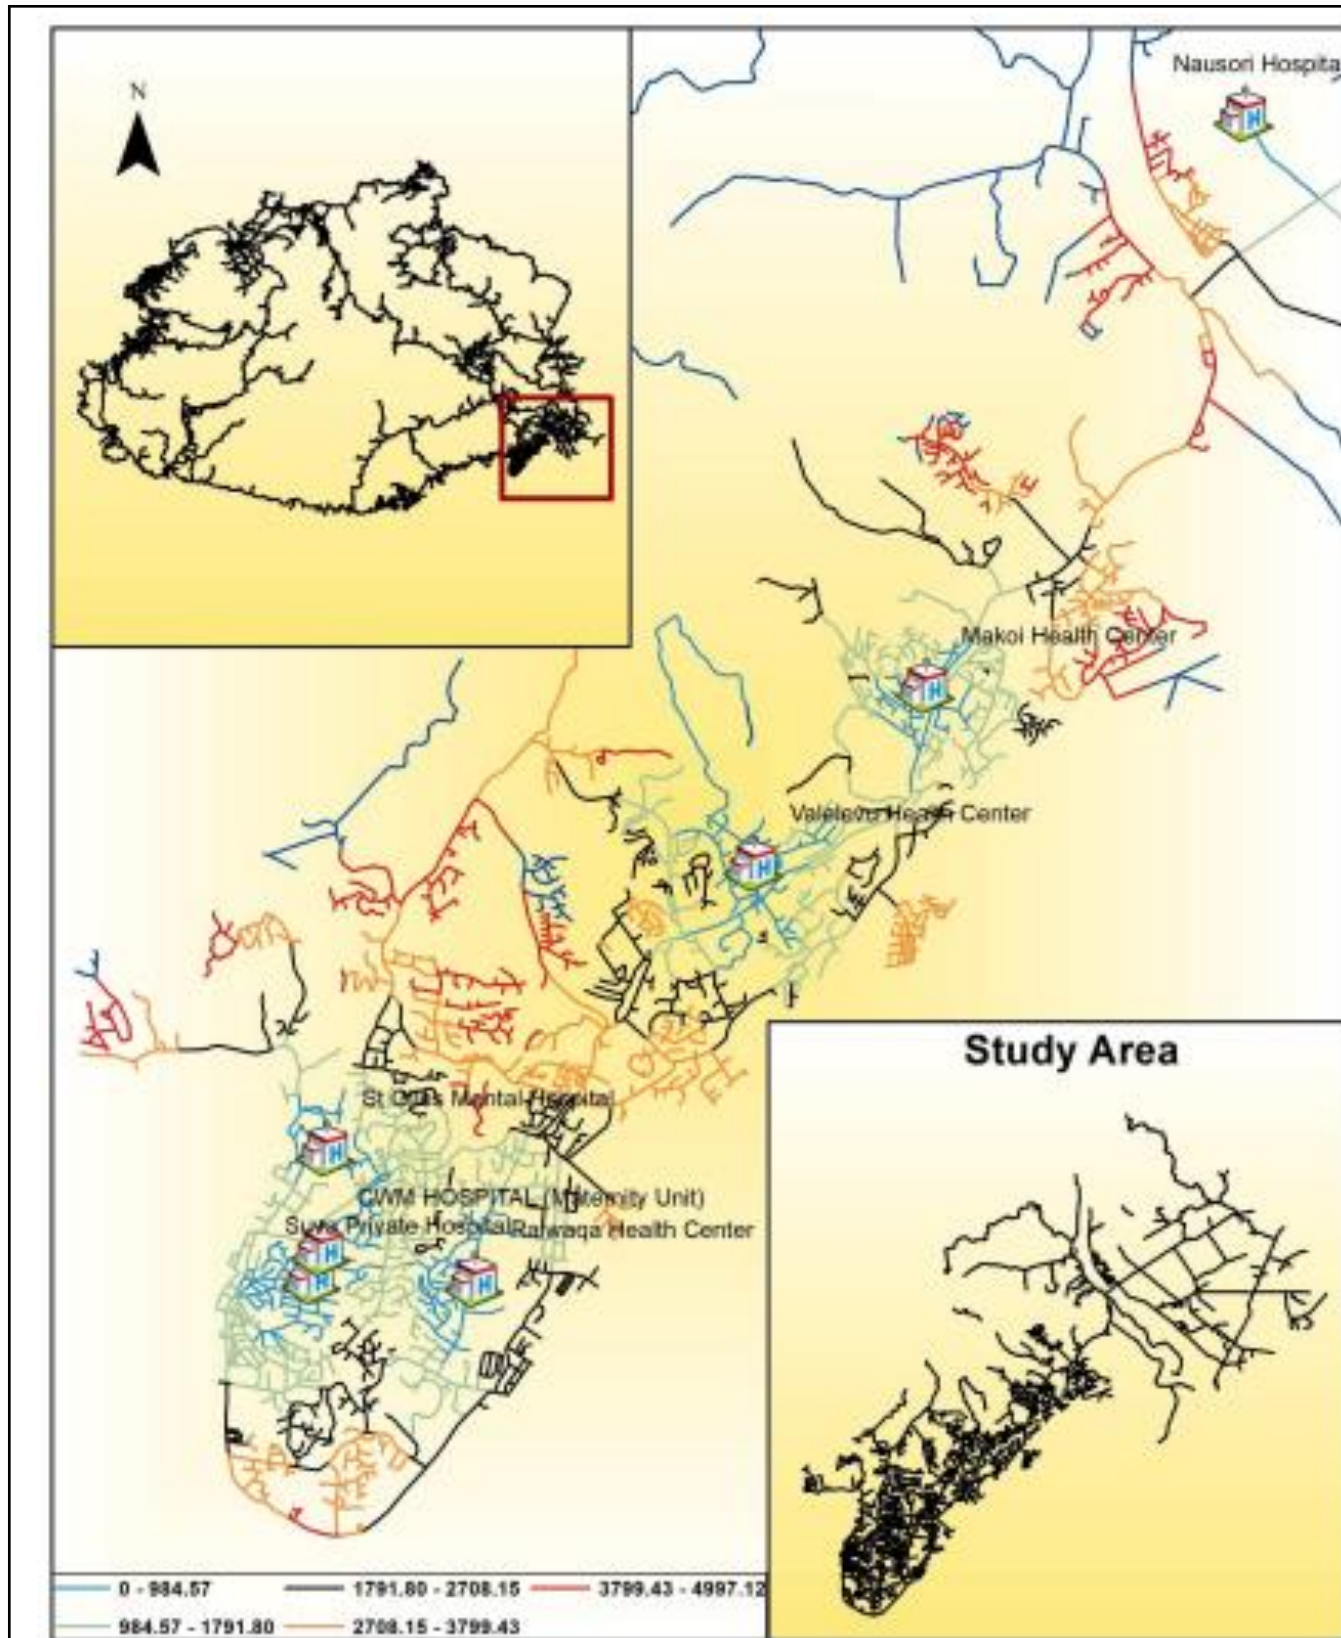 N
Nausori Hospita
Makoi Health Center
Valelevu Health Center
St Giles Mental Hospital
CWM HOSPITAL (Maternity Unit)
Suva Private Hospital
Raiwaqa Health Center
H
H
H
H
H
H
H
Study Area
0 - 984.57
1791.80 - 2708.15
3799.43 - 4997.12
984.57 - 1791.80
2708.15 - 3799.43